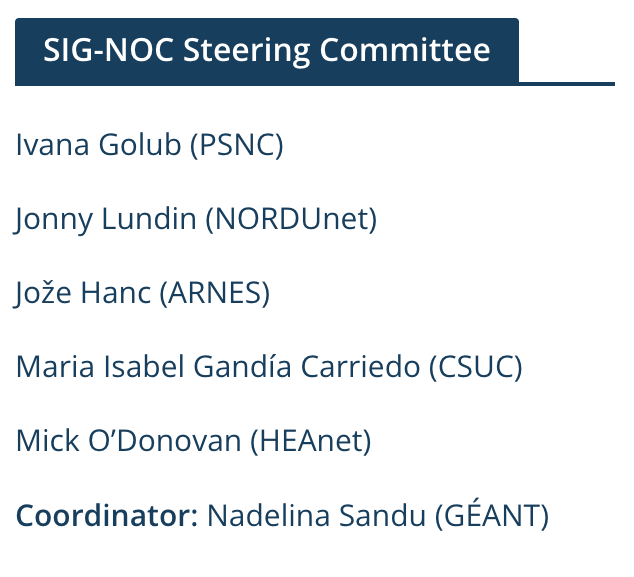 SIG-NOC Steering Committee
Ivana Golub (PSNC)
Jonny Lundin (NORDUnet)
Jože Hanc (ARNES)
Maria Isabel Gandía Carriedo (CSUC)
Mick O’Donovan (HEAnet)
Coordinator: Nadelina Sandu (GÉANT)